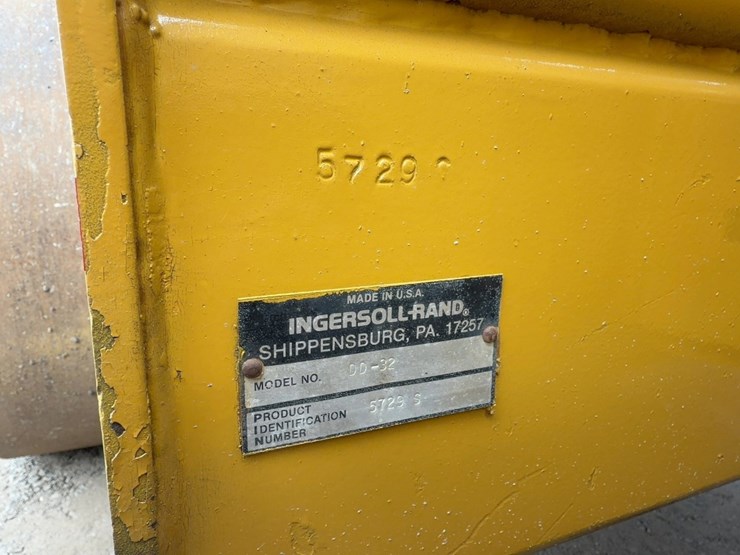 5729
MADE IN U.S.A.
INGERSOLL-RAND®
SHIPPENSBURG, PA. 17257
MODEL NO. DD-32
PRODUCT
IDENTIFICATION 5729 S
NUMBER